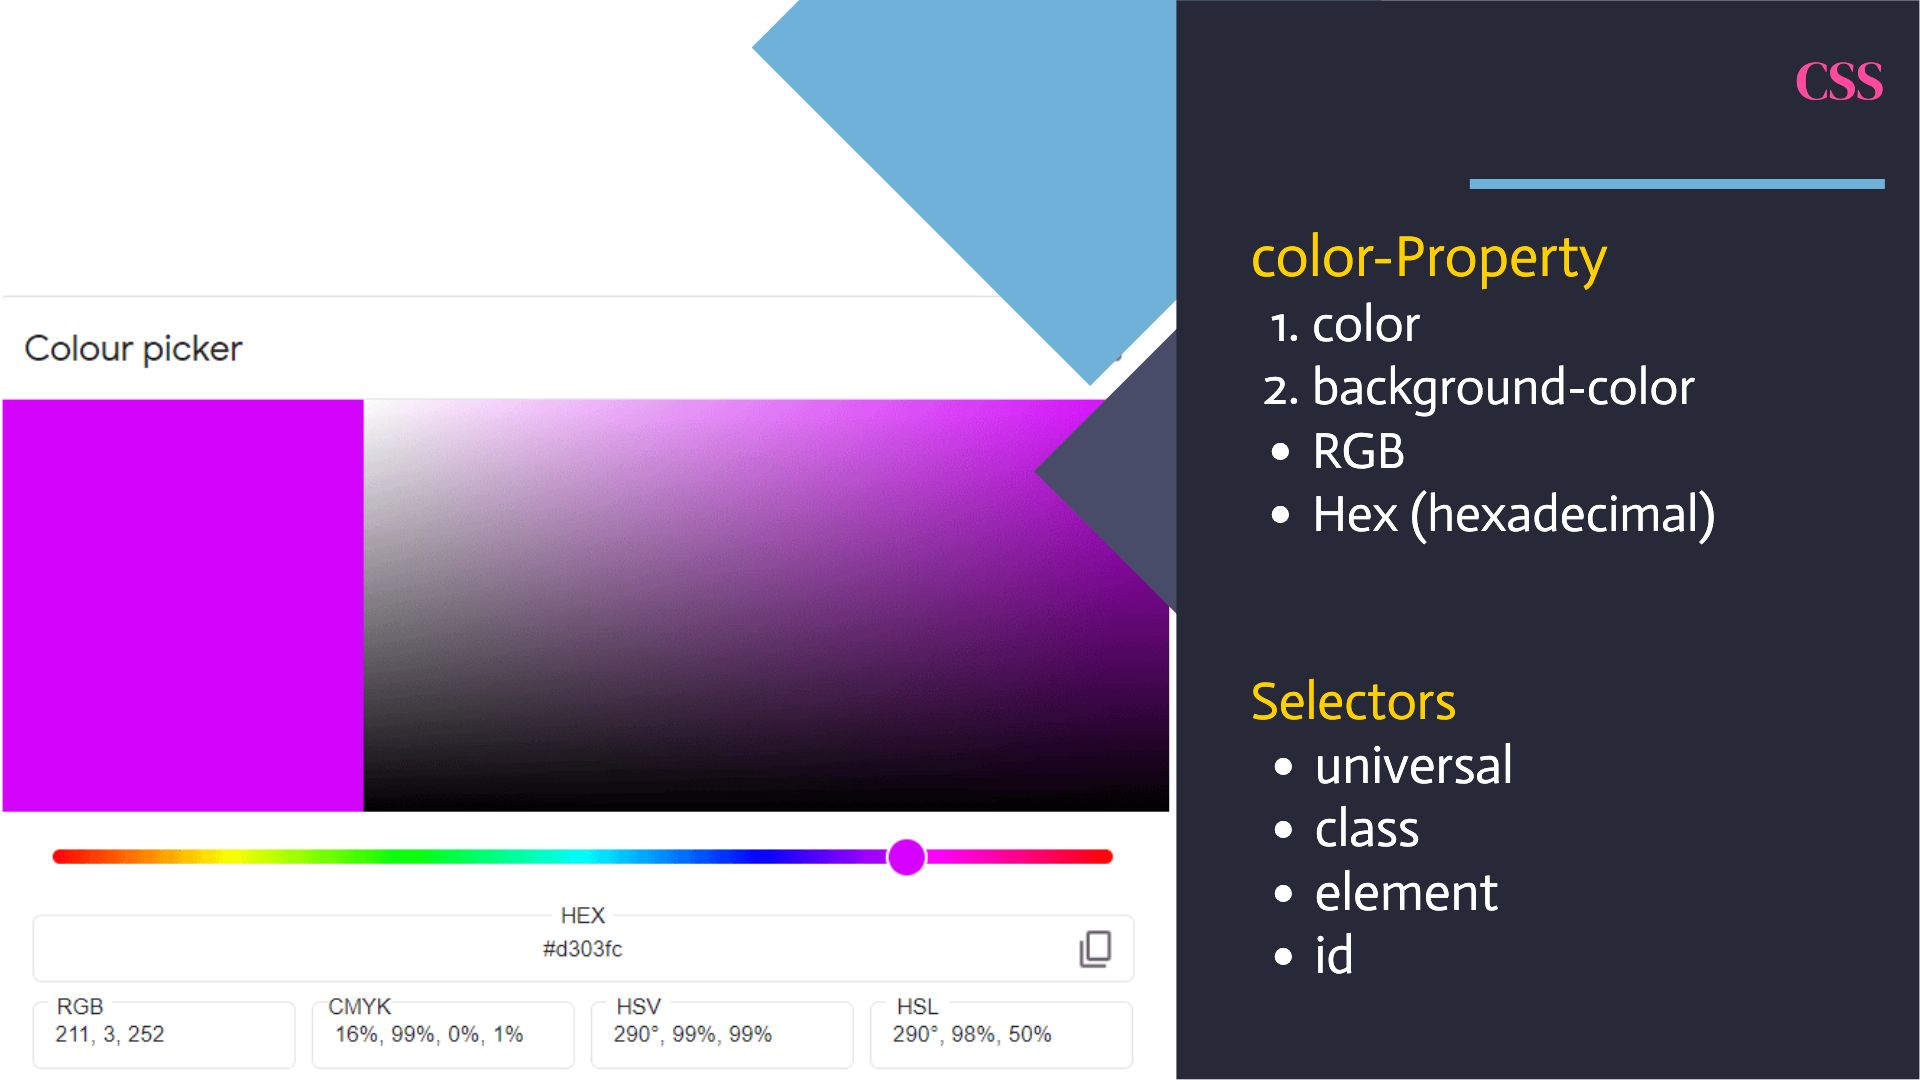 CSS
color-Property
1. color
2. background-color
• RGB
• Hex (hexadecimal)
Selectors
• universal
• class
• element
• id
Colour picker
HEX
#d303fc
RGB
211, 3, 252
CMYK
16%, 99%, 0%, 1%
HSV
290°, 99%, 99%
HSL
290°, 98%, 50%